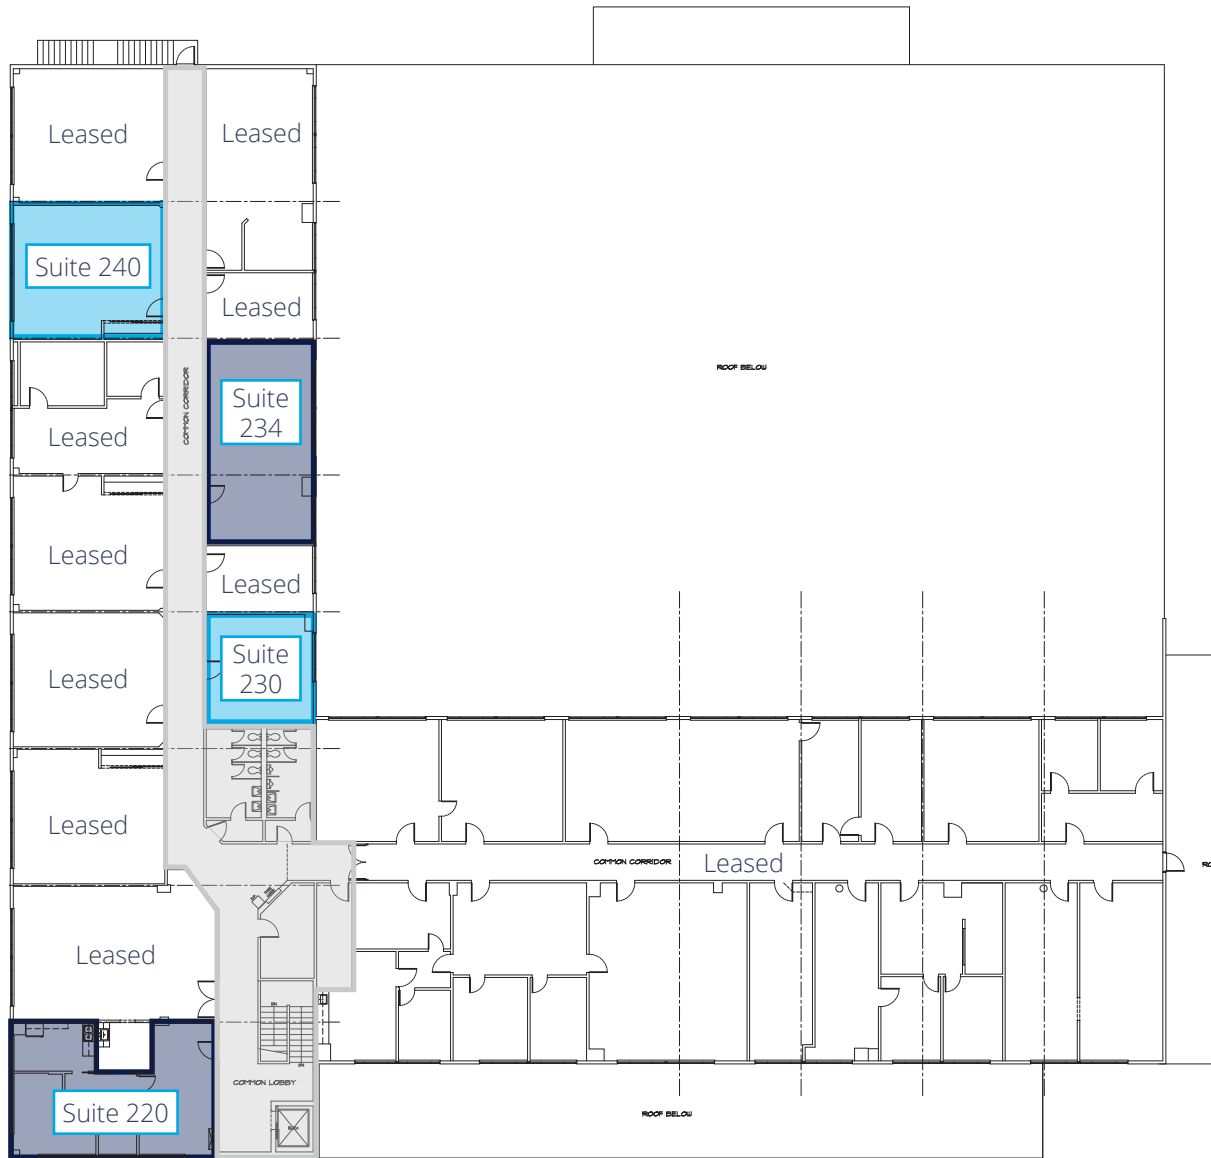 Leased
Leased
Suite 240
Leased
ROOF BELOW
COMMON CORRIDOR
Suite
234
Leased
Leased
Leased
Suite
230
Leased
Leased
COMMON CORRIDOR
Leased
Leased
COMMON LOBBY
Suite 220
ROOF BELOW